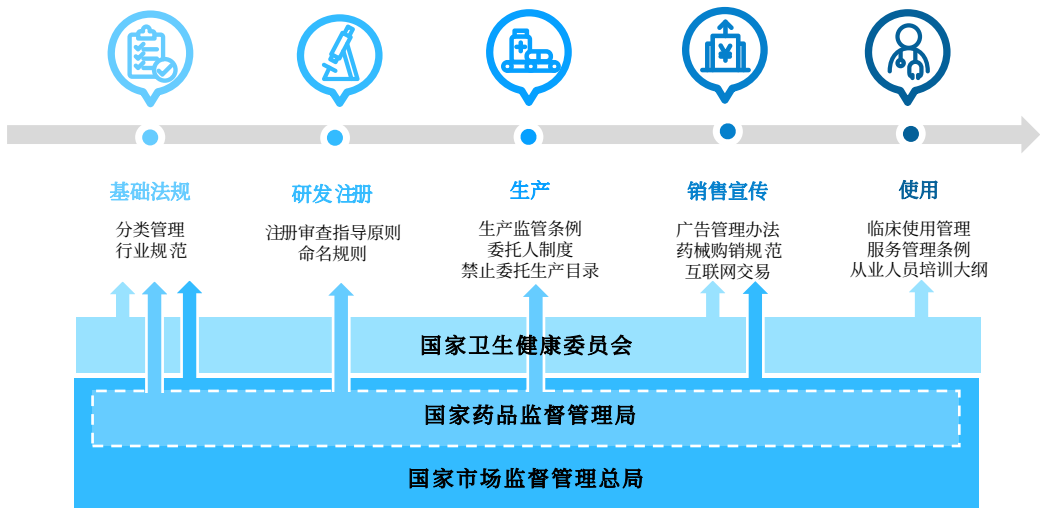 基础法规
研发注册
生产
销售宣传
使用
分类管理
行业规范
注册审查指导原则
命名规则
生产监管条例
委托人制度
禁止委托生产目录
广告管理办法
药械购销规范
互联网交易
临床使用管理
服务管理条例
从业人员培训大纲
国家卫生健康委员会
国家药品监督管理局
国家市场监督管理总局